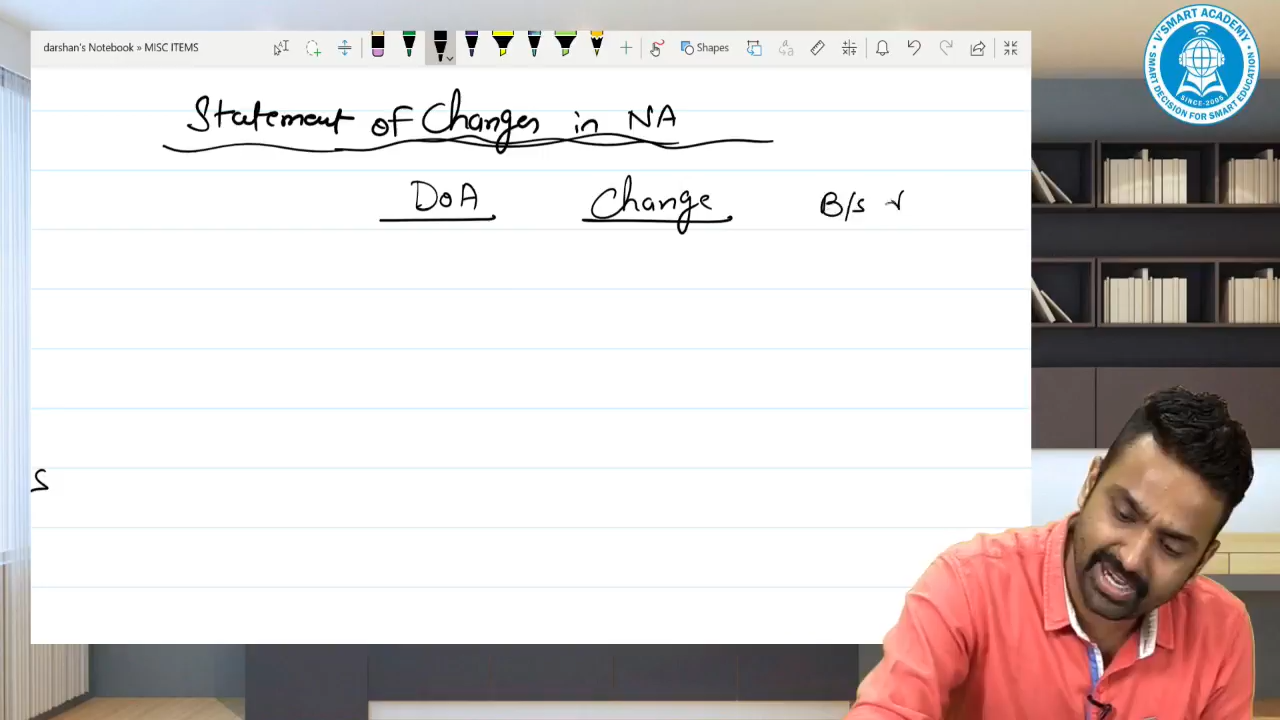 darshan's Notebook » MISC ITEMS
Shapes
Statement of Changes in NA
DoA Change B/s
S
V'SMART ACADEMY
SINCE-2005
SMART DECISION FOR SMART EDUCATION